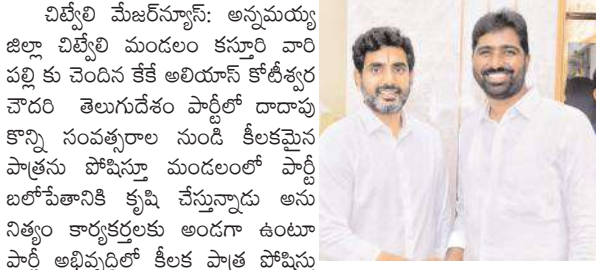 చిట్వేలి మేజర్‌న్యూస్: అన్నమయ్య
జిల్లా చిట్వేలి మండలం కస్తూరి వారి
పల్లి కు చెందిన కేకే అలియాస్ కోటీశ్వర
చౌదరి తెలుగుదేశం పార్టీలో దాదాపు
కొన్ని సంవత్సరాల నుండి కీలకమైన
పాత్రను పోషిస్తూ మండలంలో పార్టీ
బలోపేతానికి కృషి చేస్తున్నాడు అను
నిత్యం కార్యకర్తలకు అండగా ఉంటూ
పార్టీ అభివృద్ధిలో కీలక పాత్ర పోషిస్తు